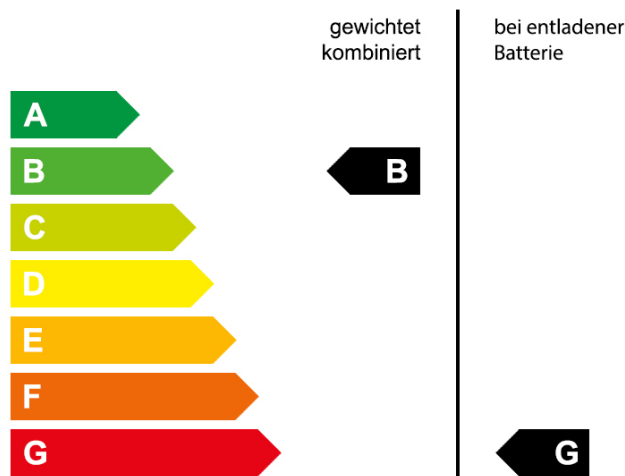 gewichtet
kombiniert
bei entladener
Batterie
A
B
B
C
D
E
F
G
G